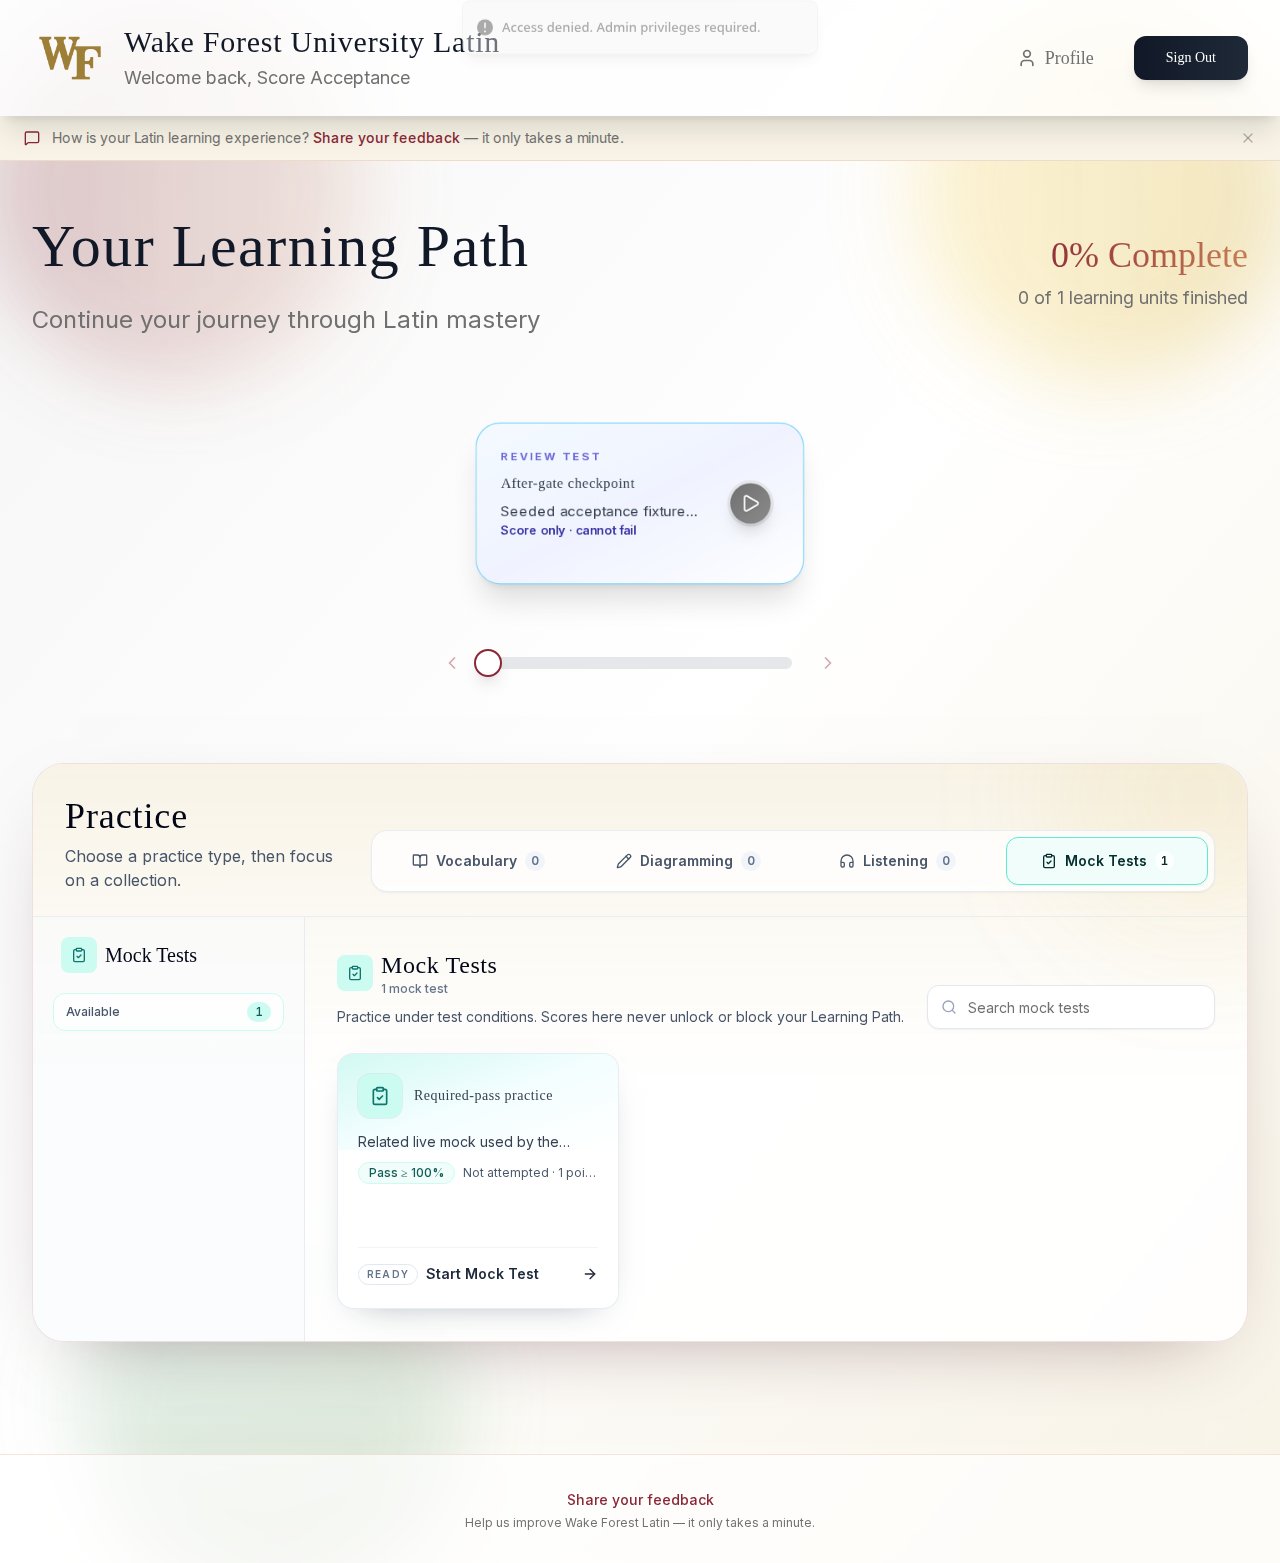 Access denied. Admin privileges required.
WF
Wake Forest University Latin
Welcome back, Score Acceptance
Profile
Sign Out
How is your Latin learning experience? Share your feedback — it only takes a minute.
Your Learning Path
Continue your journey through Latin mastery
0% Complete
0 of 1 learning units finished
REVIEW TEST
After-gate checkpoint
Seeded acceptance fixture...
Score only · cannot fail
Practice
Choose a practice type, then focus
on a collection.
Vocabulary 0
Diagramming 0
Listening 0
Mock Tests 1
Mock Tests
Available 1
Mock Tests
1 mock test
Practice under test conditions. Scores here never unlock or block your Learning Path.
Search mock tests
Required-pass practice
Related live mock used by the...
Pass ≥ 100%
Not attempted · 1 poi...
READY
Start Mock Test
Share your feedback
Help us improve Wake Forest Latin — it only takes a minute.